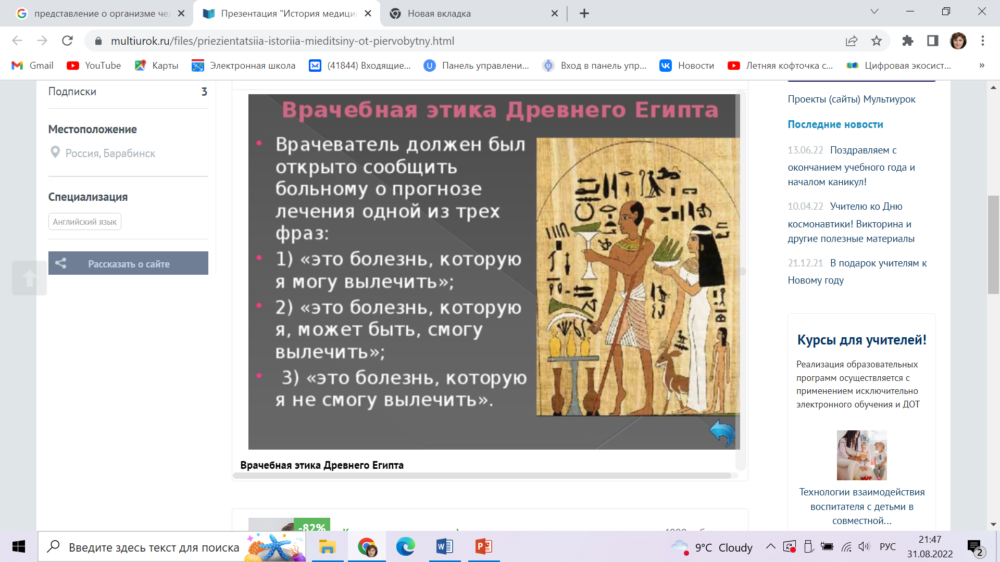 представление о организме чел
Презентация "История медицин
Новая вкладка
multiurok.ru/files/priezientatsiia-istoriia-mieditsiny-ot-piervobytny.html
Gmail
YouTube
Карты
Электронная школа
(41844) Входящие...
Панель управлени...
Вход в панель упр...
Новости
Летняя кофточка с...
Цифровая экосист...
»
Подписки 3
Местоположение
Россия, Барабинск
Специализация
Английский язык
Рассказать о сайте
Врачебная этика Древнего Египта
• Врачеватель должен был
открыто сообщить
больному о прогнозе
лечения одной из трех
фраз:
• 1) «это болезнь, которую
я могу вылечить»;
• 2) «это болезнь, которую
я, может быть, смогу
вылечить»;
• 3) «это болезнь, которую
я не смогу вылечить».
Врачебная этика Древнего Египта
-82%
Проекты (сайты) Мультиурок
Последние новости
13.06.22 Поздравляем с
окончанием учебного года и
началом каникул!
10.04.22 Учителю ко Дню
космонавтики! Викторина и
другие полезные материалы
21.12.21 В подарок учителям к
Новому году
Курсы для учителей!
Реализация образовательных
программ осуществляется с
применением исключительно
электронного обучения и ДОТ
Технологии взаимодействия
воспитателя с детьми в
совместной...
Введите здесь текст для поиска
9°C Cloudy
РУС
21:47
31.08.2022
2